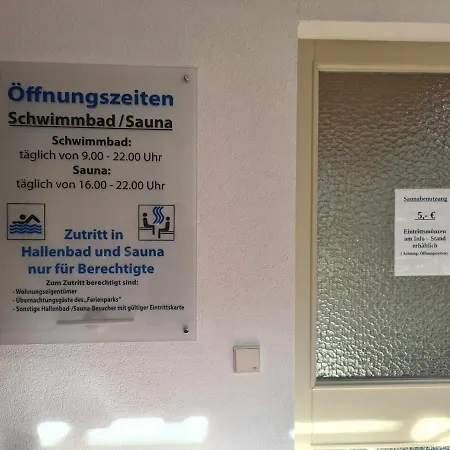 Öffnungszeiten
Schwimmbad/Sauna
Schwimmbad:
täglich von 9.00 - 22.00 Uhr
Sauna:
täglich von 16.00 - 22.00 Uhr
Zutritt in
Hallenbad und Sauna
nur für Berechtigte
Zum Zutritt berechtigt sind:
- Wohnungseigentümer
- Übernachtungsgäste des „Ferienparks"
- Sonstige Hallenbad-/Sauna-Besucher mit gültiger Eintrittskarte
Saunabenutzung
5,- €
Eintrittsmünzen
am Info - Stand
erhältlich
( Achtung: Öffnungszeiten)